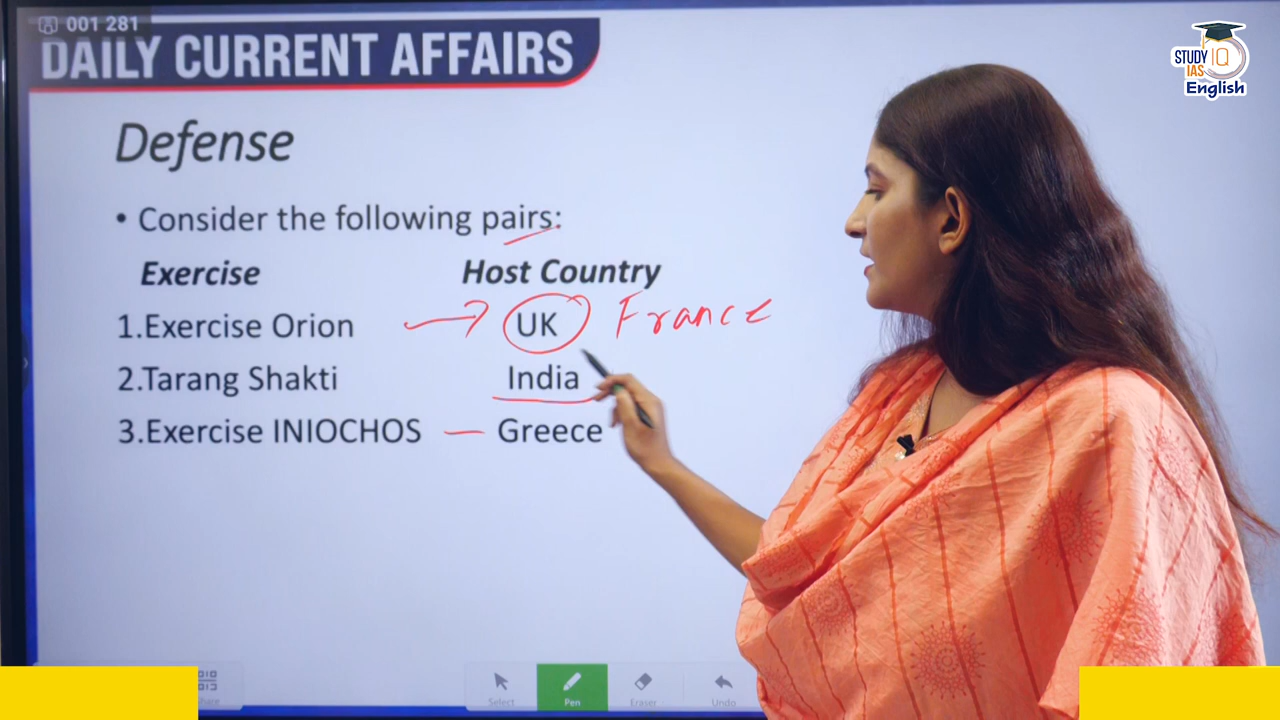 001 281
DAILY CURRENT AFFAIRS
STUDY IQ
IAS
English
Defense
• Consider the following pairs:
Exercise Host Country
1.Exercise Orion UK France
2.Tarang Shakti India
3.Exercise INIOCHOS Greece
Share Select Pen Eraser Undo